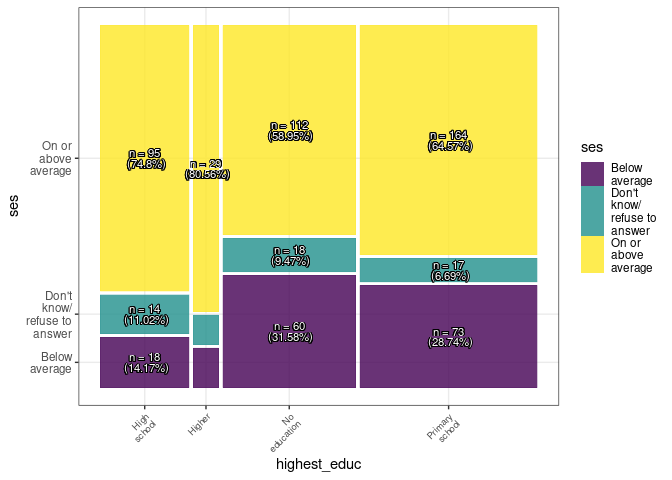 n = 95
(74.8%)
n = 29
(80.56%)
n = 112
(58.95%)
n = 164
(64.57%)
n = 14
(11.02%)
n = 18
(9.47%)
n = 17
(6.69%)
n = 18
(14.17%)
n = 60
(31.58%)
n = 73
(28.74%)
On or
above
average
Don't
know/
refuse to
answer
Below
average
ses
High
school
Higher
No
education
Primary
school
highest_educ
ses
Below
average
Don't
know/
refuse to
answer
On or
above
average